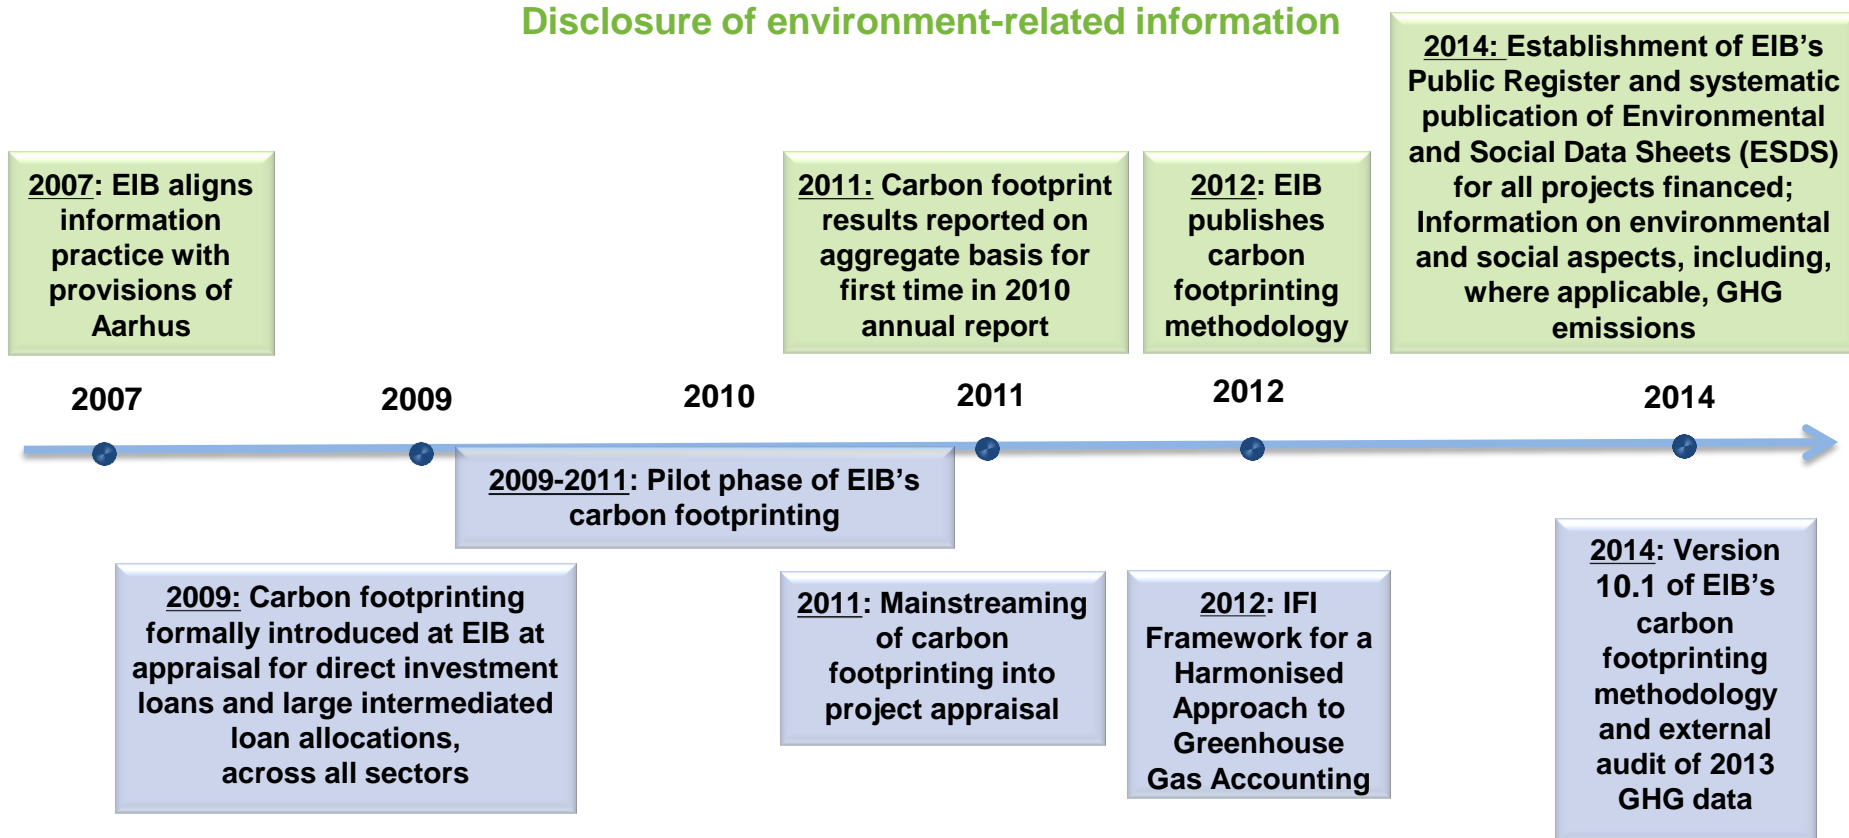 Disclosure of environment-related information
2007: EIB aligns
information
practice with
provisions of
Aarhus
2011: Carbon footprint
results reported on
aggregate basis for
first time in 2010
annual report
2012: EIB
publishes
carbon
footprinting
methodology
2014: Establishment of EIB’s
Public Register and systematic
publication of Environmental
and Social Data Sheets (ESDS)
for all projects financed;
Information on environmental
and social aspects, including,
where applicable, GHG
emissions
2007
2009
2010
2011
2012
2014
2009-2011: Pilot phase of EIB’s
carbon footprinting
2009: Carbon footprinting
formally introduced at EIB at
appraisal for direct investment
loans and large intermediated
loan allocations,
across all sectors
2011: Mainstreaming
of carbon
footprinting into
project appraisal
2012: IFI
Framework for a
Harmonised
Approach to
Greenhouse
Gas Accounting
2014: Version
10.1 of EIB’s
carbon
footprinting
methodology
and external
audit of 2013
GHG data